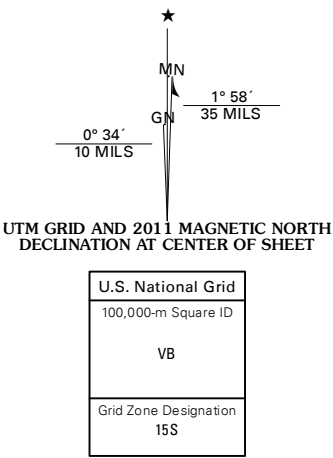 MN
1° 58´
35 MILS
GN
0° 34´
10 MILS
UTM GRID AND 2011 MAGNETIC NORTH
DECLINATION AT CENTER OF SHEET
U.S. National Grid
100,000-m Square ID
VB
Grid Zone Designation
15S